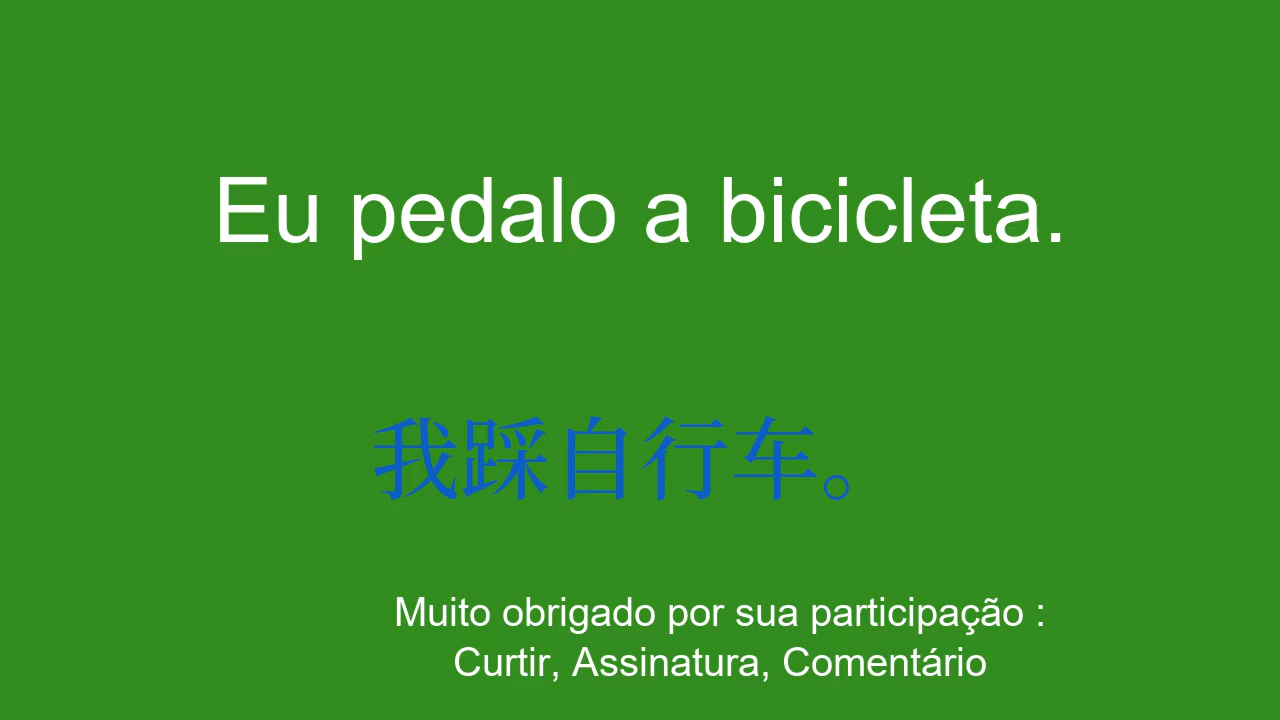 Eu pedalo a bicicleta.
我踩自行车。
Muito obrigado por sua participação :
Curtir, Assinatura, Comentário